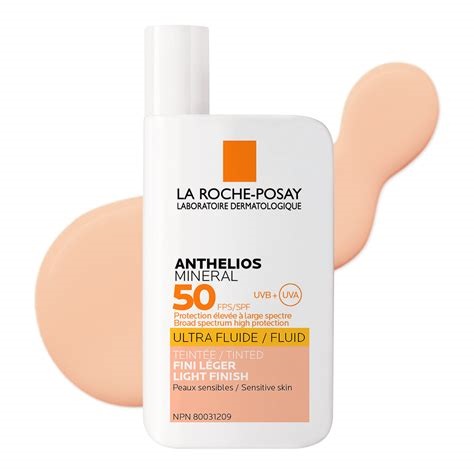 LA ROCHE-POSAY
LABORATOIRE DERMATOLOGIQUE
ANTHELIOS
MINERAL
50 FPS/SPF UVB + UVA
Protection élevée à large spectre
Broad spectrum high protection
ULTRA FLUIDE / FLUID
TEINTÉE / TINTED
FINI LÉGER
LIGHT FINISH
Peaux sensibles / Sensitive skin
NPN 80031209